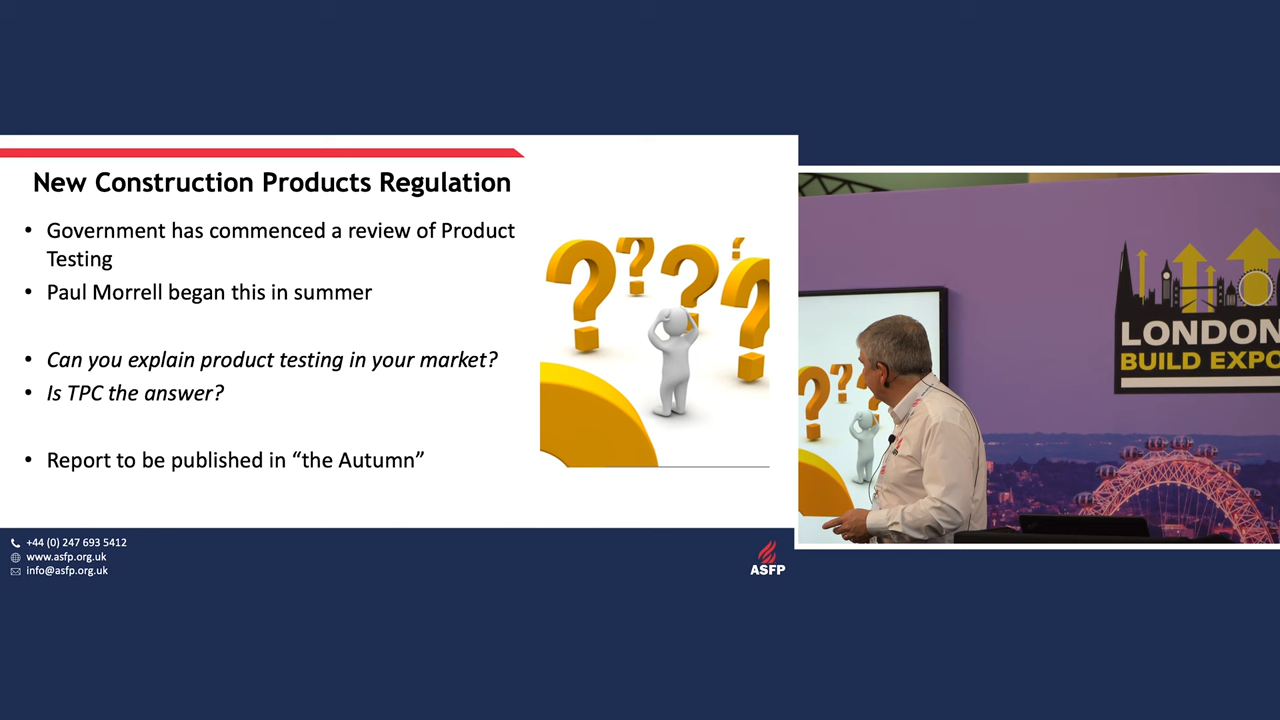 New Construction Products Regulation
• Government has commenced a review of Product
Testing
• Paul Morrell began this in summer
• Can you explain product testing in your market?
• Is TPC the answer?
• Report to be published in “the Autumn”
+44 (0) 247 693 5412
www.asfp.org.uk
info@asfp.org.uk
ASFP
LONDON
BUILD EXPO